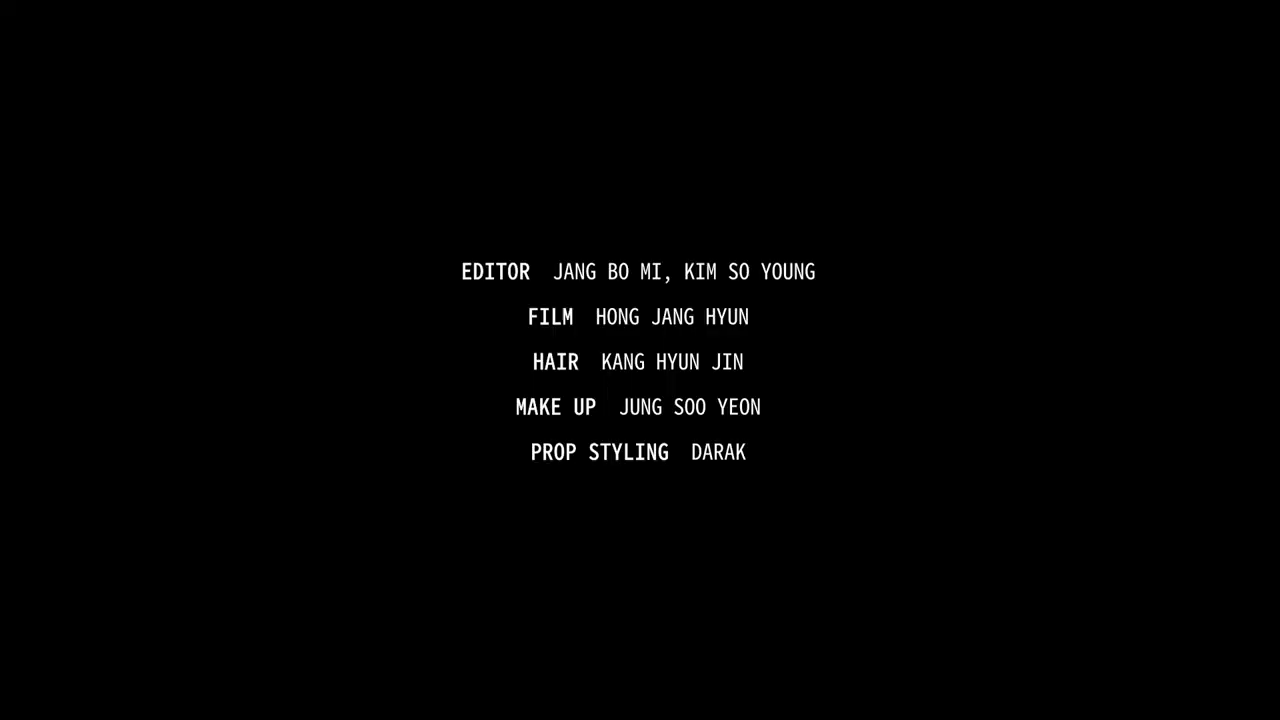 EDITOR JANG BO MI, KIM SO YOUNG
FILM HONG JANG HYUN
HAIR KANG HYUN JIN
MAKE UP JUNG SOO YEON
PROP STYLING DARAK